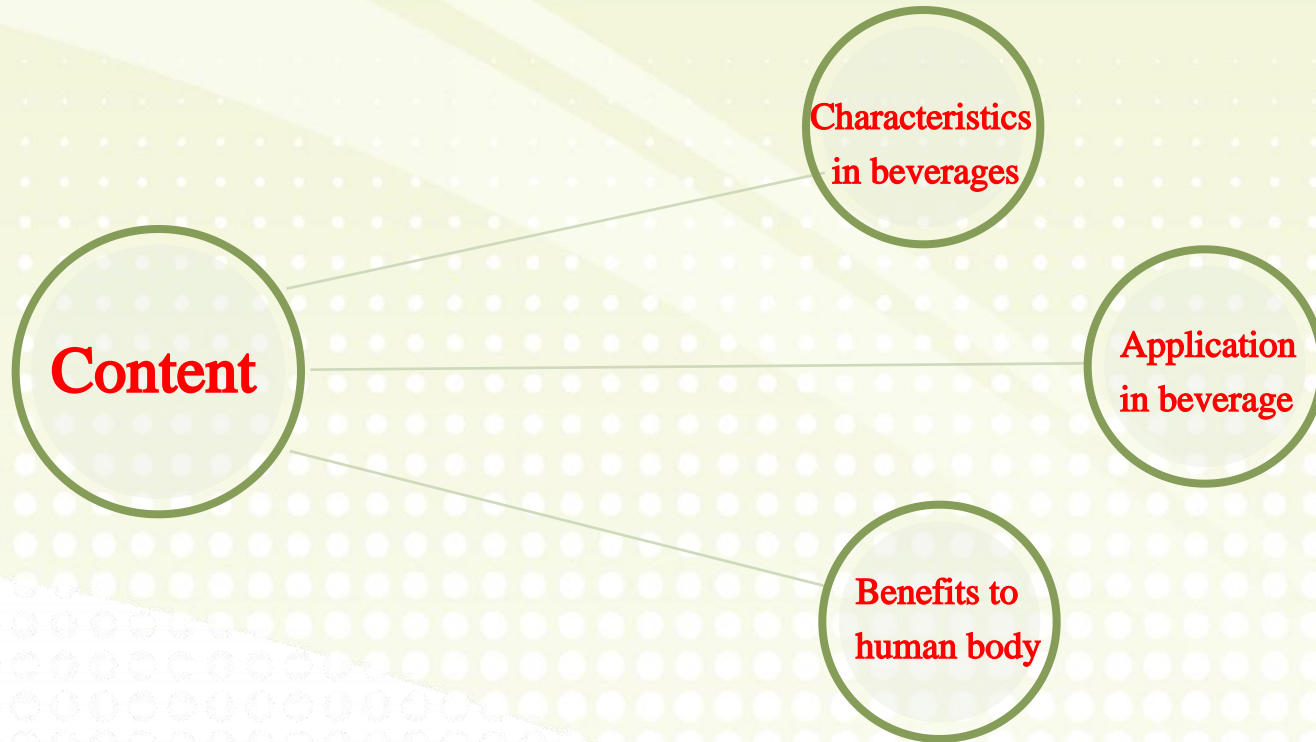 Content
Characteristics
in beverages
Application
in beverage
Benefits to
human body